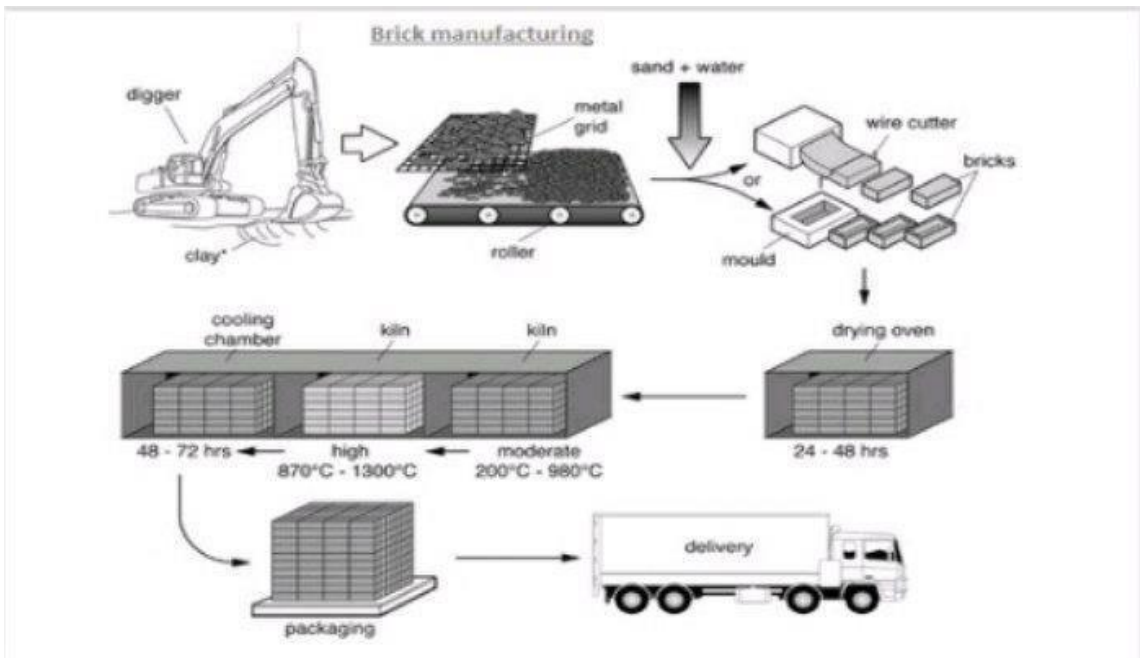 Brick manufacturing
digger
clay*
metal
grid
roller
sand + water
or
wire cutter
bricks
mould
drying oven
24 - 48 hrs
kiln
moderate
200°C - 980°C
kiln
high
870°C - 1300°C
cooling
chamber
48 - 72 hrs
packaging
delivery